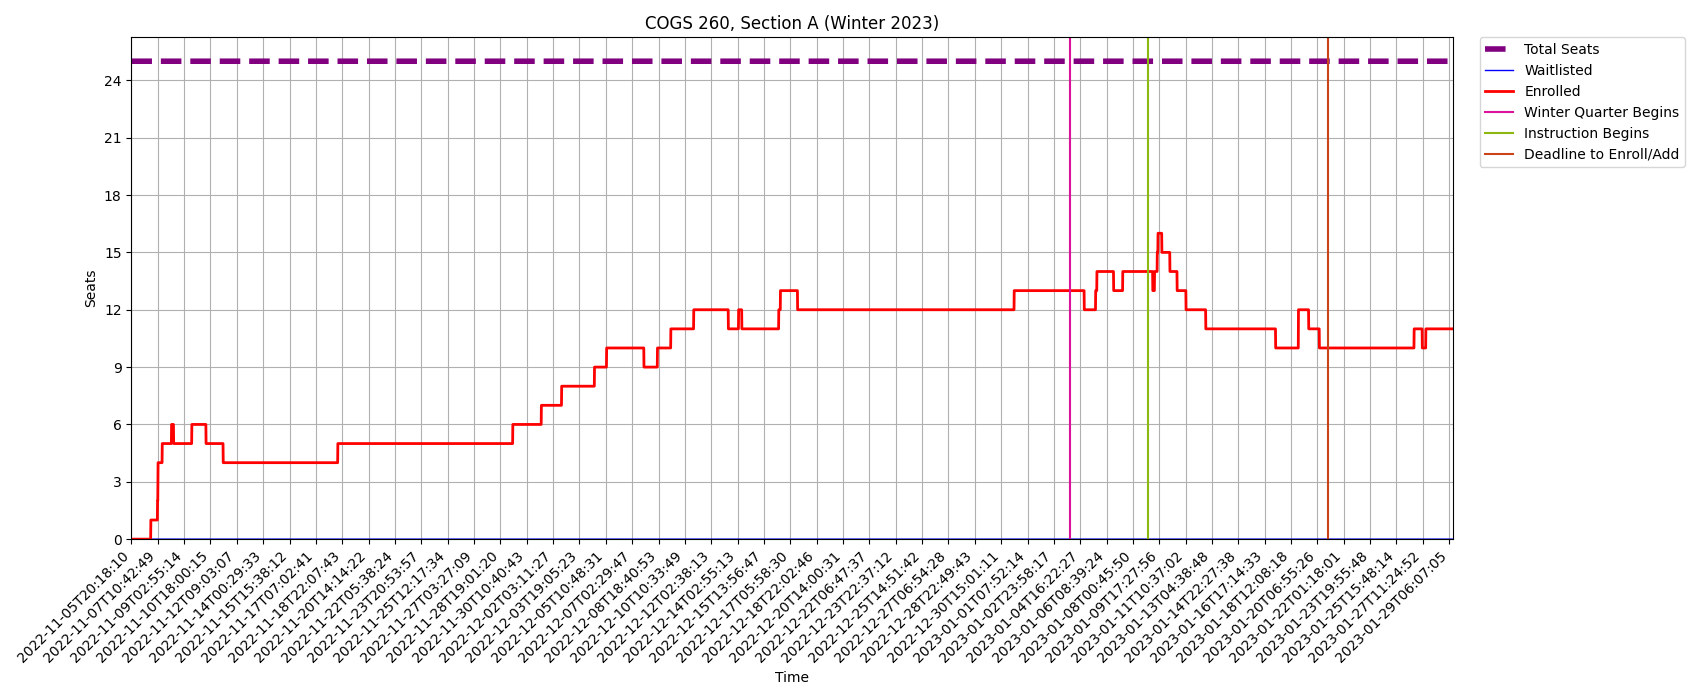 COGS 260, Section A (Winter 2023)
Total Seats
Waitlisted
Enrolled
Winter Quarter Begins
Instruction Begins
Deadline to Enroll/Add
Seats
24
21
18
15
12
9
6
3
0
2022-11-05T20:18:10
2022-11-07T10:42:49
2022-11-09T02:55:14
2022-11-10T18:00:15
2022-11-12T09:03:07
2022-11-14T00:29:33
2022-11-15T15:38:12
2022-11-17T07:02:41
2022-11-18T22:07:43
2022-11-20T14:14:22
2022-11-22T05:38:24
2022-11-23T20:53:57
2022-11-25T12:17:34
2022-11-27T03:27:09
2022-11-28T19:01:20
2022-11-30T10:40:43
2022-12-02T03:11:27
2022-12-03T19:05:23
2022-12-05T10:48:31
2022-12-07T02:29:47
2022-12-08T18:40:53
2022-12-10T10:33:49
2022-12-12T02:38:13
2022-12-14T02:55:13
2022-12-15T13:56:47
2022-12-17T05:58:30
2022-12-18T22:02:46
2022-12-20T14:00:31
2022-12-22T06:47:37
2022-12-23T22:37:12
2022-12-25T14:51:42
2022-12-27T06:54:28
2022-12-28T22:49:43
2022-12-30T15:01:11
2023-01-01T07:52:14
2023-01-02T23:58:17
2023-01-04T16:22:27
2023-01-06T08:39:24
2023-01-08T00:45:50
2023-01-09T17:27:56
2023-01-11T10:37:02
2023-01-13T04:38:48
2023-01-14T22:27:38
2023-01-16T17:14:33
2023-01-18T12:08:18
2023-01-20T06:55:26
2023-01-22T01:18:01
2023-01-23T19:55:48
2023-01-25T15:48:14
2023-01-27T11:24:52
2023-01-29T06:07:05
Time